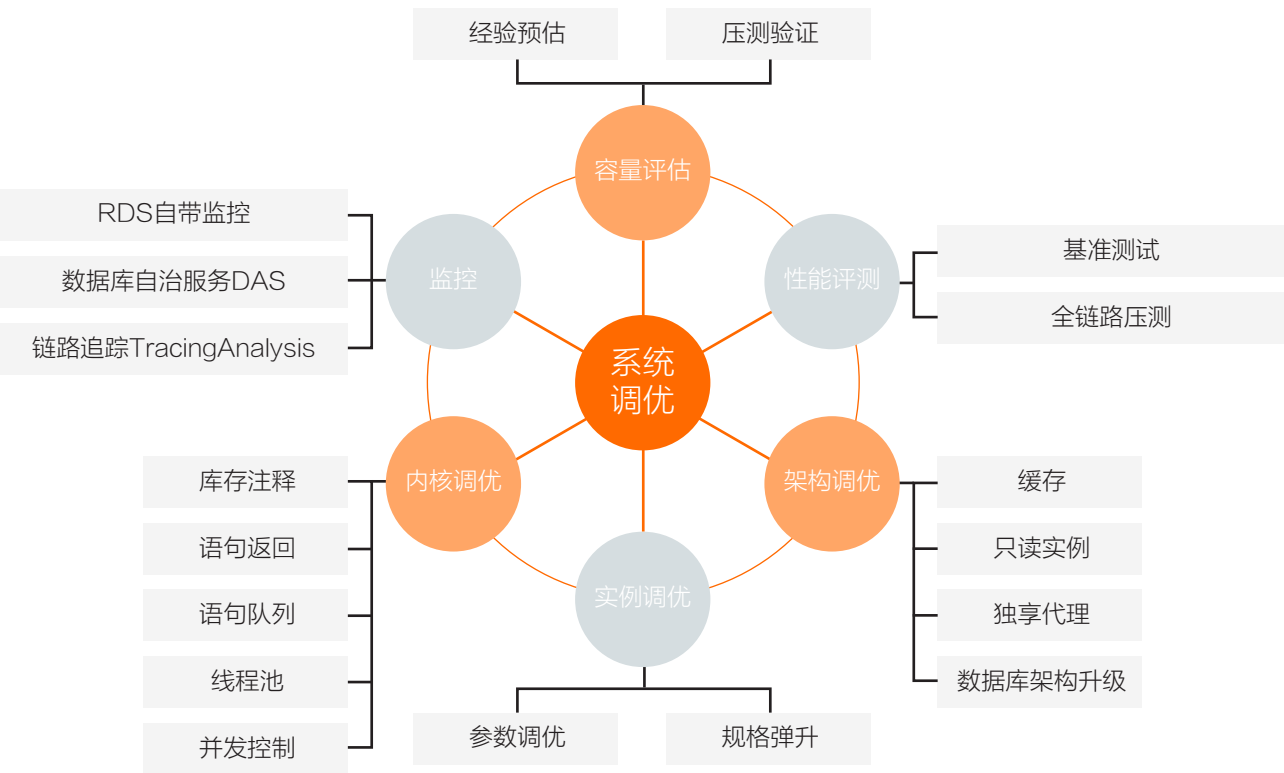 经验预估
压测验证
容量评估
RDS自带监控
数据库自治服务DAS
链路追踪TracingAnalysis
监控
性能评测
基准测试
全链路压测
系统
调优
库存注释
语句返回
语句队列
线程池
并发控制
内核调优
架构调优
缓存
只读实例
独享代理
数据库架构升级
实例调优
参数调优
规格弹升